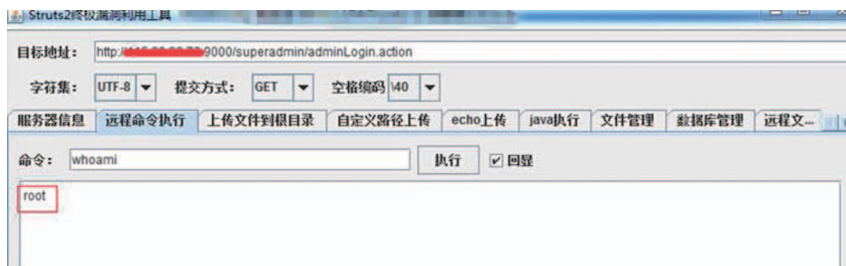 Struts2终极漏洞利用工具
目标地址： http:/ 9000/superadmin/adminLogin.action
字符集： UTF-8 提交方式： GET 空格编码 \40
服务器信息 远程命令执行 上传文件到根目录 自定义路径上传 echo上传 java执行 文件管理 数据库管理 远程文...
命令： whoami 执行 回显
root